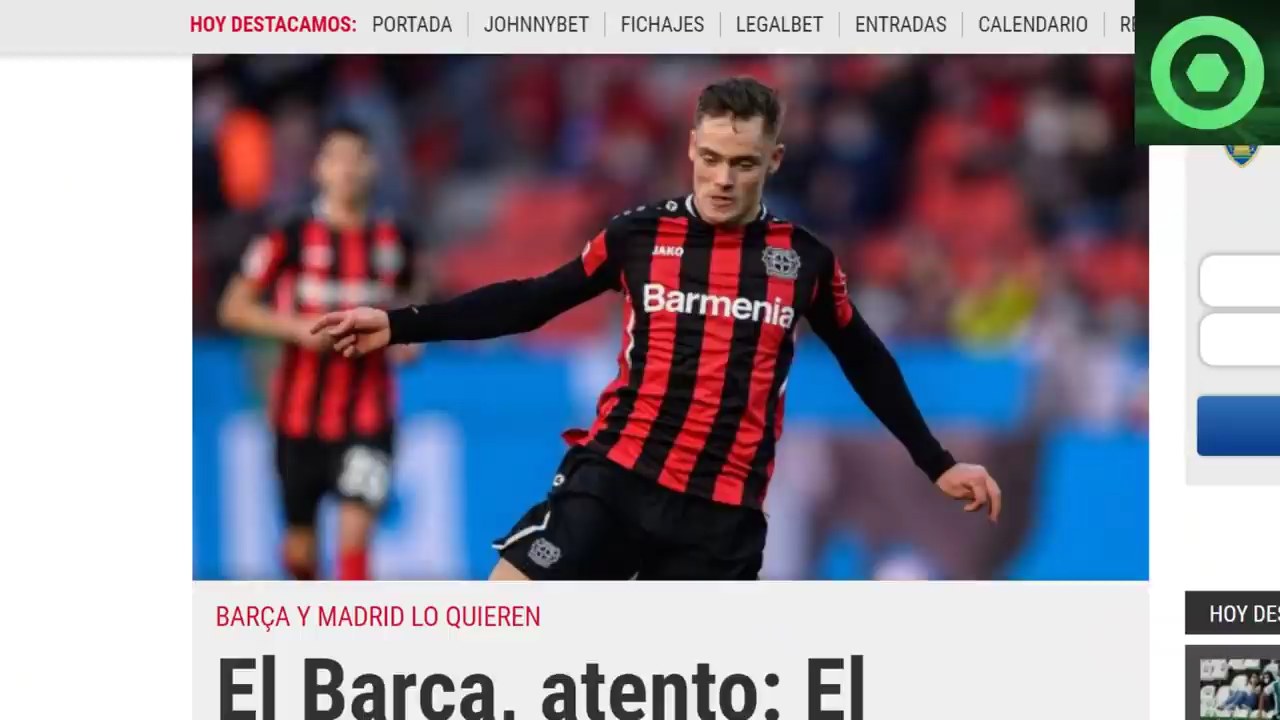 HOY DESTACAMOS: PORTADA JOHNNYBET FICHAJES LEGALBET ENTRADAS CALENDARIO
JAKO
Barmenia
BARÇA Y MADRID LO QUIEREN
El Barça, atento: El
HOY DES